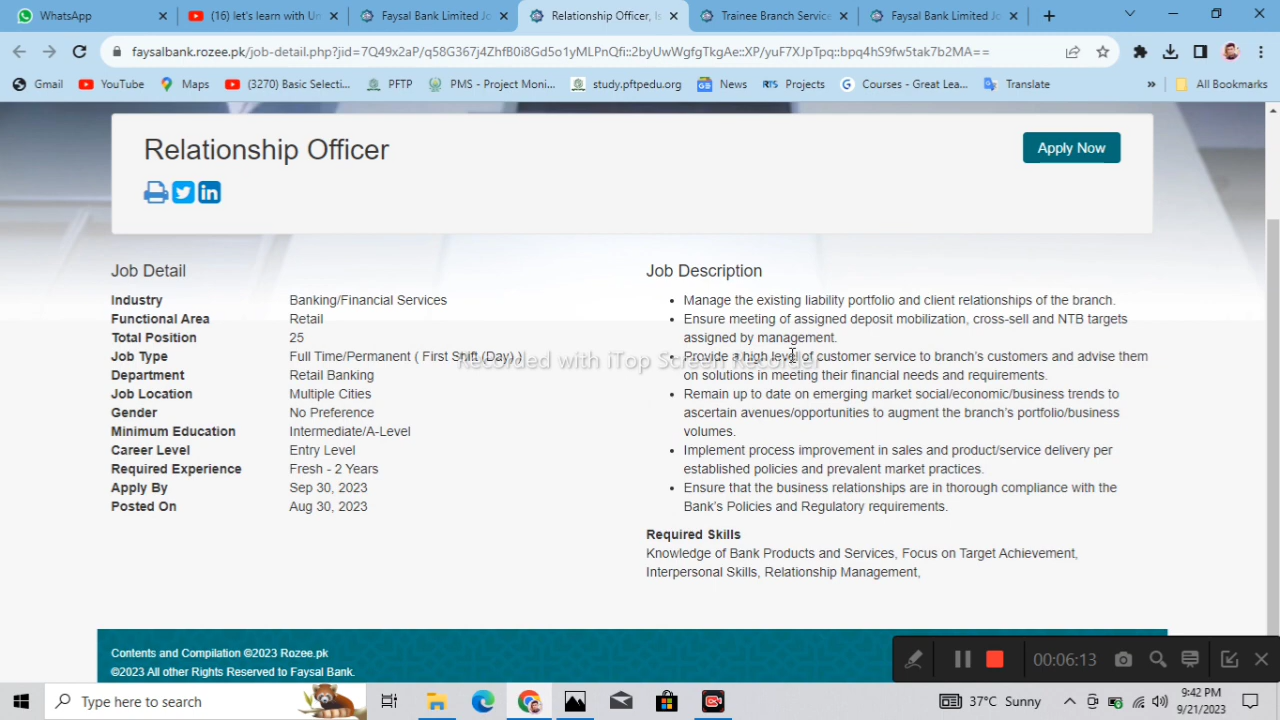 WhatsApp
(16) let's learn with Un
Faysal Bank Limited Jo
Relationship Officer, Is
Trainee Branch Service
Faysal Bank Limited Jo
faysalbank.rozee.pk/job-detail.php?jid=7Q49x2aP/q58G367j4ZhfB0i8Gd5o1yMLPnQfi::2byUwWgfgTkgAe::XP/yuF7XJpTpq::bpq4hS9fw5tak7b2MA==
Gmail
YouTube
Maps
(3270) Basic Selecti...
PFTP
PMS - Project Moni...
study.pftpedu.org
News
RTS Projects
Courses - Great Lea...
Translate
»
All Bookmarks
Relationship Officer
Apply Now
Job Detail
Industry Banking/Financial Services
Functional Area Retail
Total Position 25
Job Type Full Time/Permanent ( First Shift (Day) )
Department Retail Banking
Job Location Multiple Cities
Gender No Preference
Minimum Education Intermediate/A-Level
Career Level Entry Level
Required Experience Fresh - 2 Years
Apply By Sep 30, 2023
Posted On Aug 30, 2023
Job Description
• Manage the existing liability portfolio and client relationships of the branch.
• Ensure meeting of assigned deposit mobilization, cross-sell and NTB targets
assigned by management.
• Provide a high level of customer service to branch's customers and advise them
on solutions in meeting their financial needs and requirements.
• Remain up to date on emerging market social/economic/business trends to
ascertain avenues/opportunities to augment the branch's portfolio/business
volumes.
• Implement process improvement in sales and product/service delivery per
established policies and prevalent market practices.
• Ensure that the business relationships are in thorough compliance with the
Bank's Policies and Regulatory requirements.
Required Skills
Knowledge of Bank Products and Services, Focus on Target Achievement,
Interpersonal Skills, Relationship Management,
Recorded with iTop Screen Recorder
Contents and Compilation ©2023 Rozee.pk
©2023 All other Rights Reserved to Faysal Bank.
00:06:13
Type here to search
37°C Sunny
9:42 PM
9/21/2023